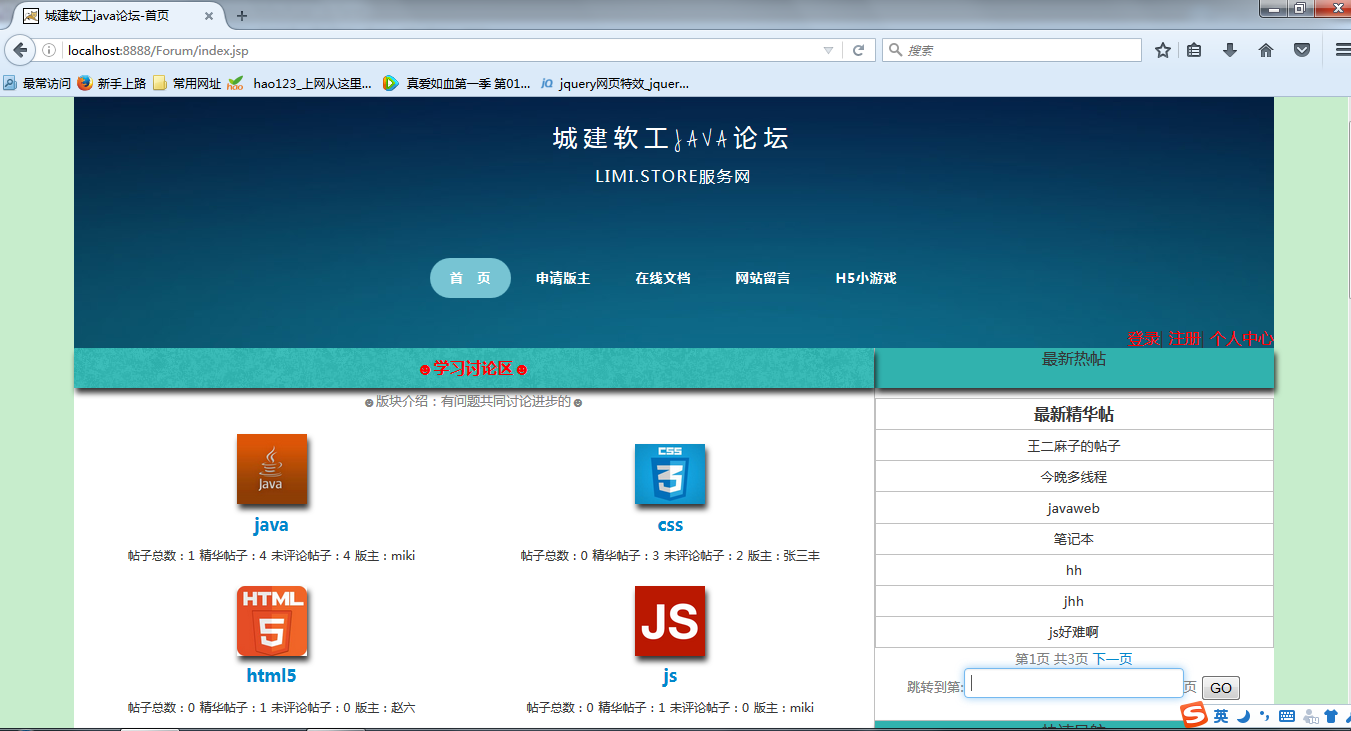 城建软工java论坛-首页
localhost:8888/Forum/index.jsp
搜索
最常访问 新手上路 常用网址 hao123_上网从这里... 真爱如血第一季 第01... jquery网页特效_jquer...
城建软工JAVA论坛
LIMI.STORE服务网
首 页 申请版主 在线文档 网站留言 H5小游戏
登录| 注册| 个人中心
☻学习讨论区☻
最新热帖
☻版块介绍：有问题共同讨论进步的☻
最新精华帖
王二麻子的帖子
今晚多线程
javaweb
笔记本
hh
jhh
js好难啊
第1页 共3页 下一页
跳转到第: 页 GO
Java
java
帖子总数：1 精华帖子：4 未评论帖子：4 版主：miki
CSS
3
css
帖子总数：0 精华帖子：3 未评论帖子：2 版主：张三丰
HTML
5
html5
帖子总数：0 精华帖子：1 未评论帖子：0 版主：赵六
JS
js
帖子总数：0 精华帖子：1 未评论帖子：0 版主：miki
S 英